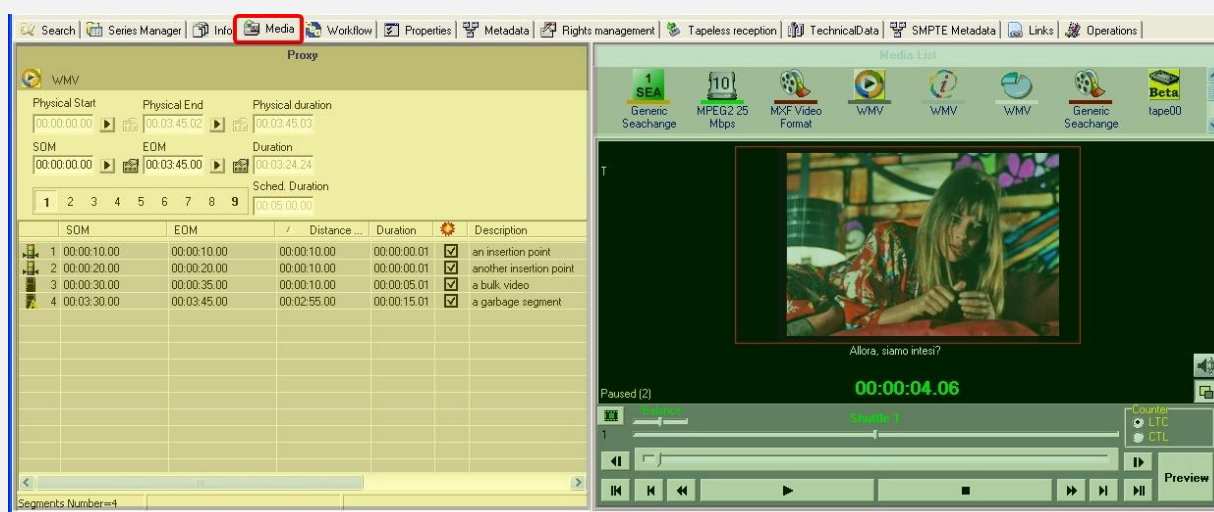 Search Series Manager Info Media Workflow Properties Metadata Rights management Tapeless reception TechnicalData SMPTE Metadata Links Operations
Proxy
WMV
Physical Start Physical End Physical duration
00:00:00.00 00:03:45.02 00:03:45.03
SOM EOM Duration
00:00:00.00 00:03:45.00 00:03:24.24
Sched. Duration
1 2 3 4 5 6 7 8 9 00:05:00.00
SOM EOM Distance ... Duration Description
1 00:00:10.00 00:00:10.00 00:00:10.00 00:00:00.01 an insertion point
2 00:00:20.00 00:00:20.00 00:00:10.00 00:00:00.01 another insertion point
3 00:00:30.00 00:00:35.00 00:00:10.00 00:00:05.01 a bulk video
4 00:03:30.00 00:03:45.00 00:02:55.00 00:00:15.01 a garbage segment
Segments Number=4
Media List
1 SEA
10
Beta
Generic Seachange
MPEG2 25 Mbps
MXF Video Format
WMV
WMV
WMV
Generic Seachange
tape00
T
Allora, siamo intesi?
Paused (2) 00:00:04.06
Balance Shuttle 1
1
Counter
LTC
CTL
Preview